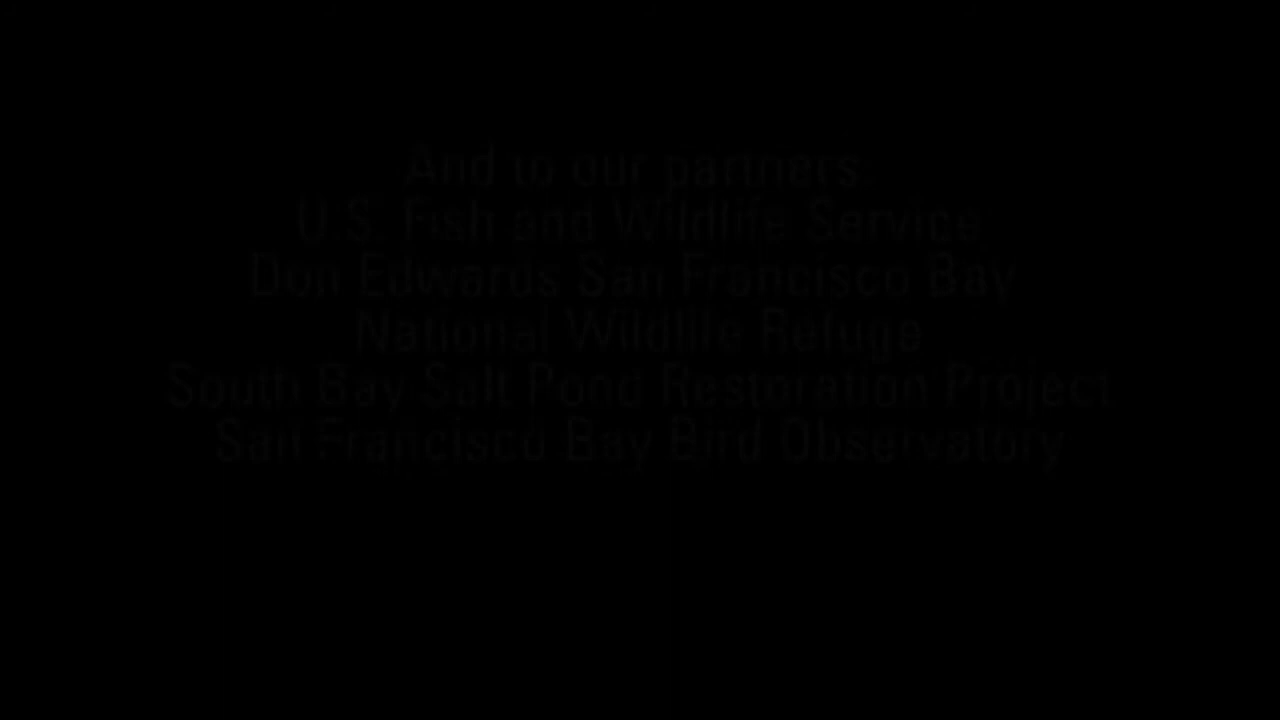 And to our partners:
U.S. Fish and Wildlife Service
Don Edwards San Francisco Bay
National Wildlife Refuge
South Bay Salt Pond Restoration Project
San Francisco Bay Bird Observatory